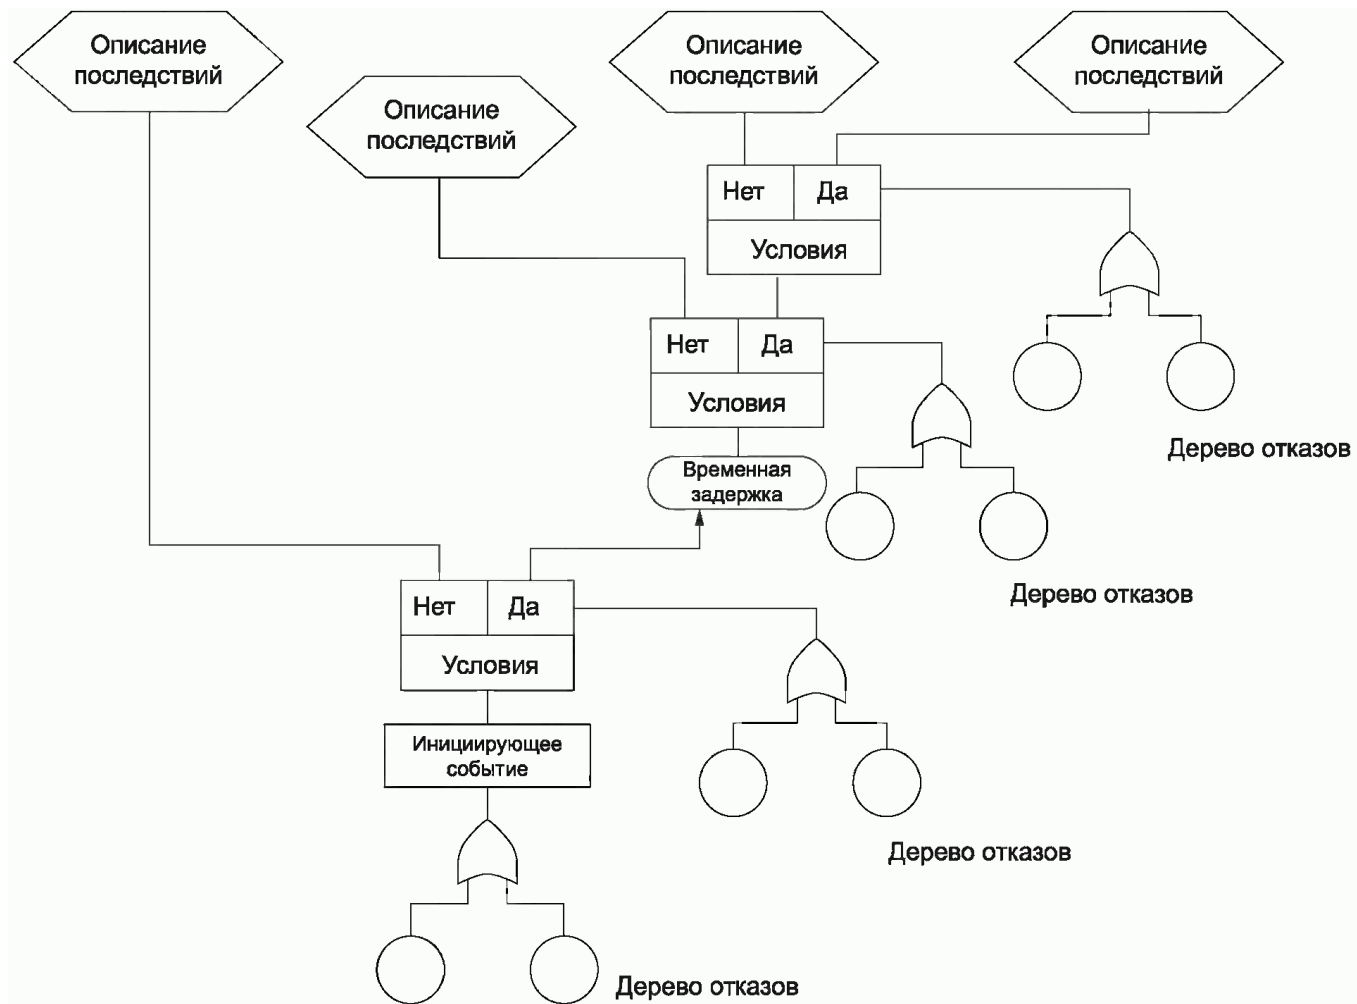 Описание
последствий
Описание
последствий
Описание
последствий
Описание
последствий
Нет
Да
Условия
Нет
Да
Условия
Дерево отказов
Временная
задержка
Дерево отказов
Нет
Да
Условия
Инициирующее
событие
Дерево отказов
Дерево отказов